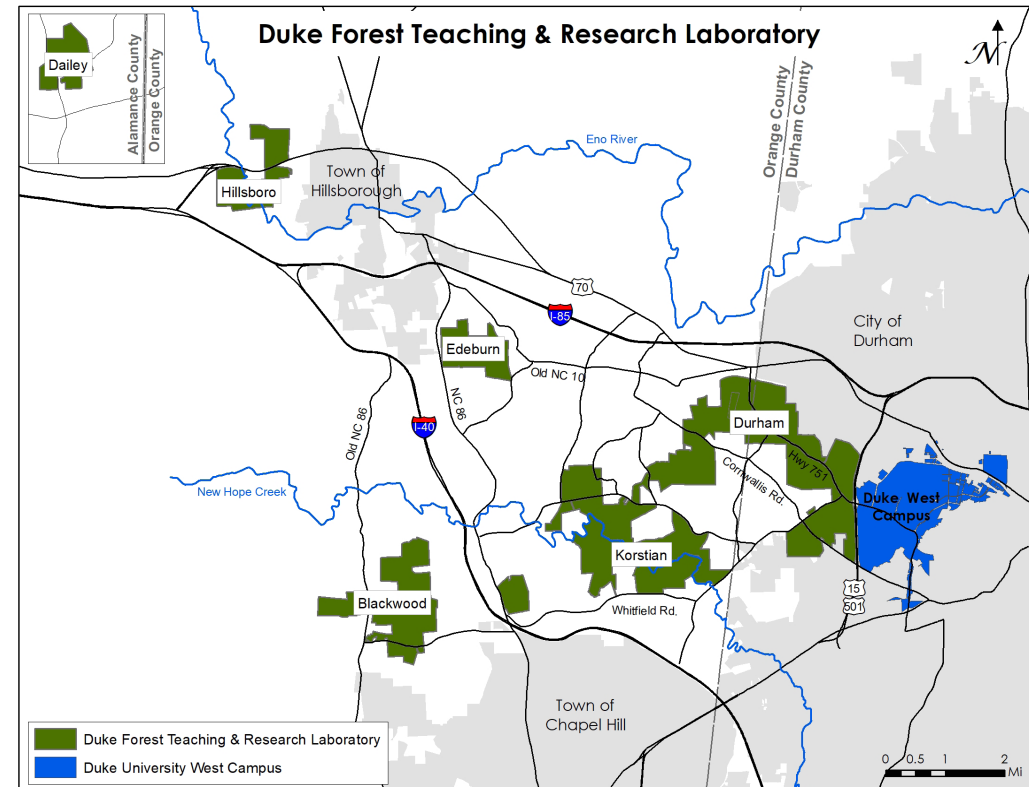 Duke Forest Teaching & Research Laboratory
N
Dailey
Alamance County
Orange County
Orange County
Durham County
Eno River
Town of
Hillsborough
Hillsboro
70
I-85
City of
Durham
Edeburn
Old NC 10
NC 86
Old NC 86
I-40
Durham
Hwy 751
Cornwallis Rd.
Duke West
Campus
New Hope Creek
Korstian
15
501
Blackwood
Whitfield Rd.
Town of
Chapel Hill
Duke Forest Teaching & Research Laboratory
Duke University West Campus
0 0.5 1 2
Mi